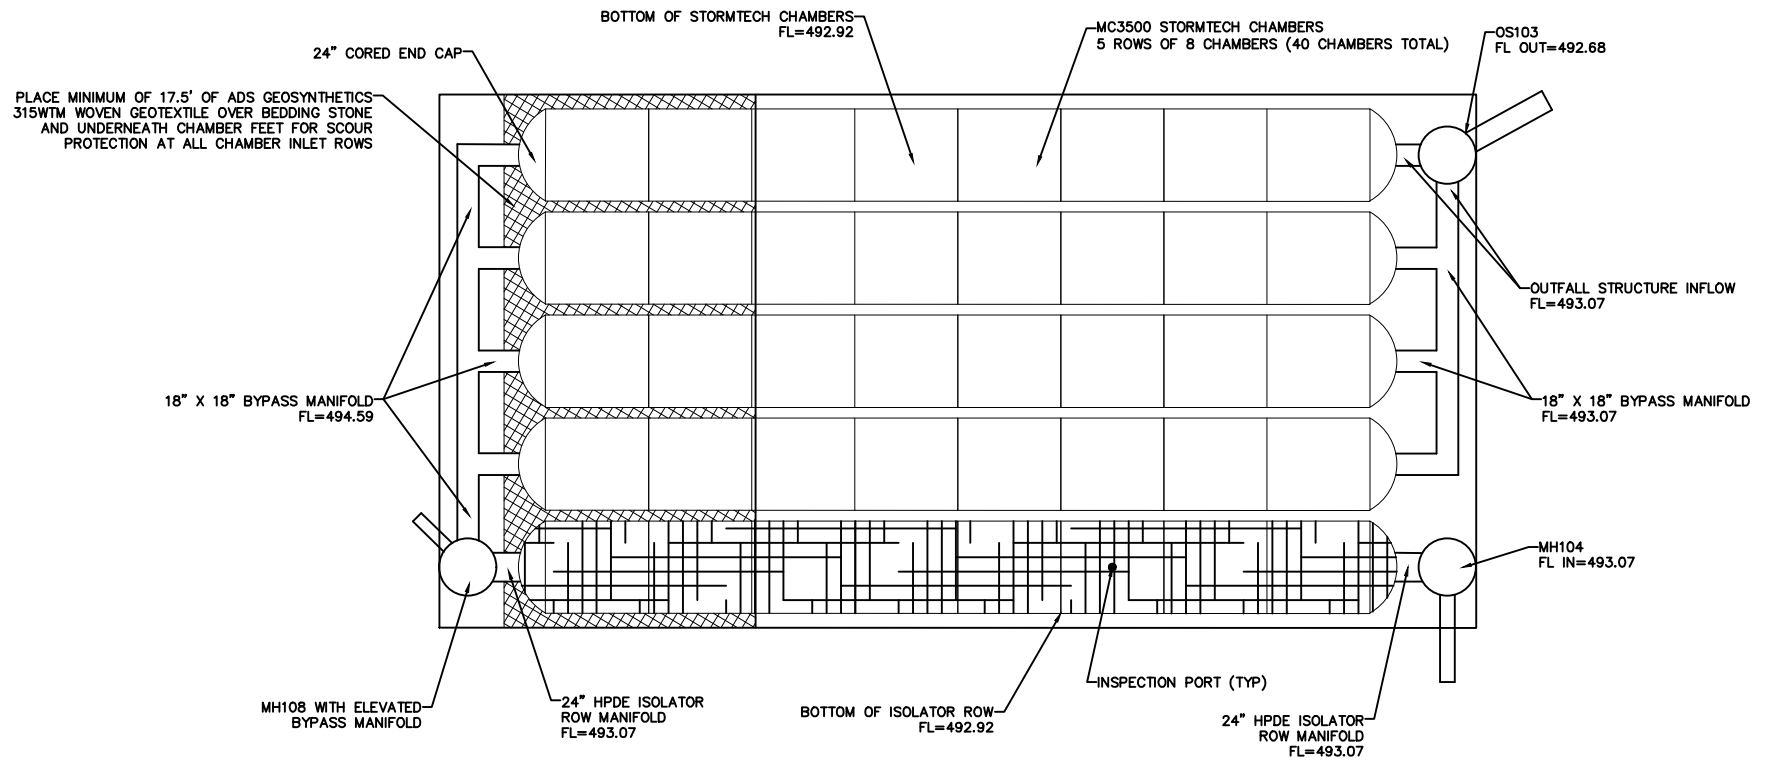 BOTTOM OF STORMTECH CHAMBERS
FL=492.92
MC3500 STORMTECH CHAMBERS
5 ROWS OF 8 CHAMBERS (40 CHAMBERS TOTAL)
OS103
FL OUT=492.68
24" CORED END CAP
PLACE MINIMUM OF 17.5' OF ADS GEOSYNTHETICS
315WTM WOVEN GEOTEXTILE OVER BEDDING STONE
AND UNDERNEATH CHAMBER FEET FOR SCOUR
PROTECTION AT ALL CHAMBER INLET ROWS
OUTFALL STRUCTURE INFLOW
FL=493.07
18" X 18" BYPASS MANIFOLD
FL=494.59
18" X 18" BYPASS MANIFOLD
FL=493.07
MH104
FL IN=493.07
MH108 WITH ELEVATED
BYPASS MANIFOLD
24" HPDE ISOLATOR
ROW MANIFOLD
FL=493.07
BOTTOM OF ISOLATOR ROW
FL=492.92
INSPECTION PORT (TYP)
24" HPDE ISOLATOR
ROW MANIFOLD
FL=493.07